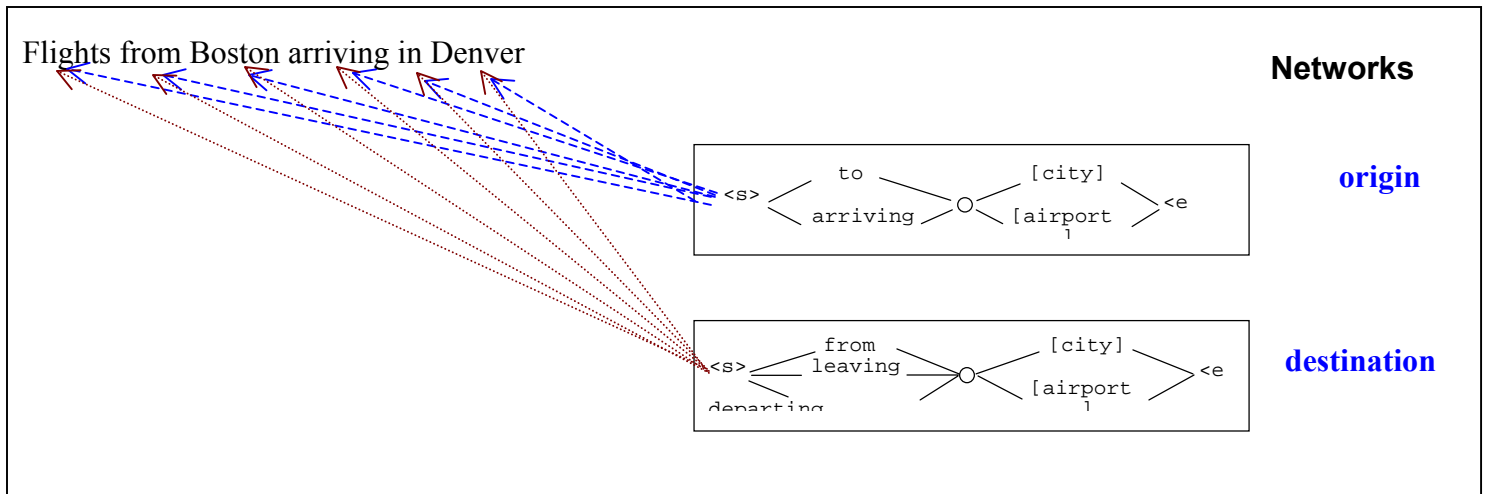 Flights from Boston arriving in Denver
Networks
to [city]
<s> <e
arriving [airport
origin
from [city]
<s> leaving <e
[airport
departing
destination